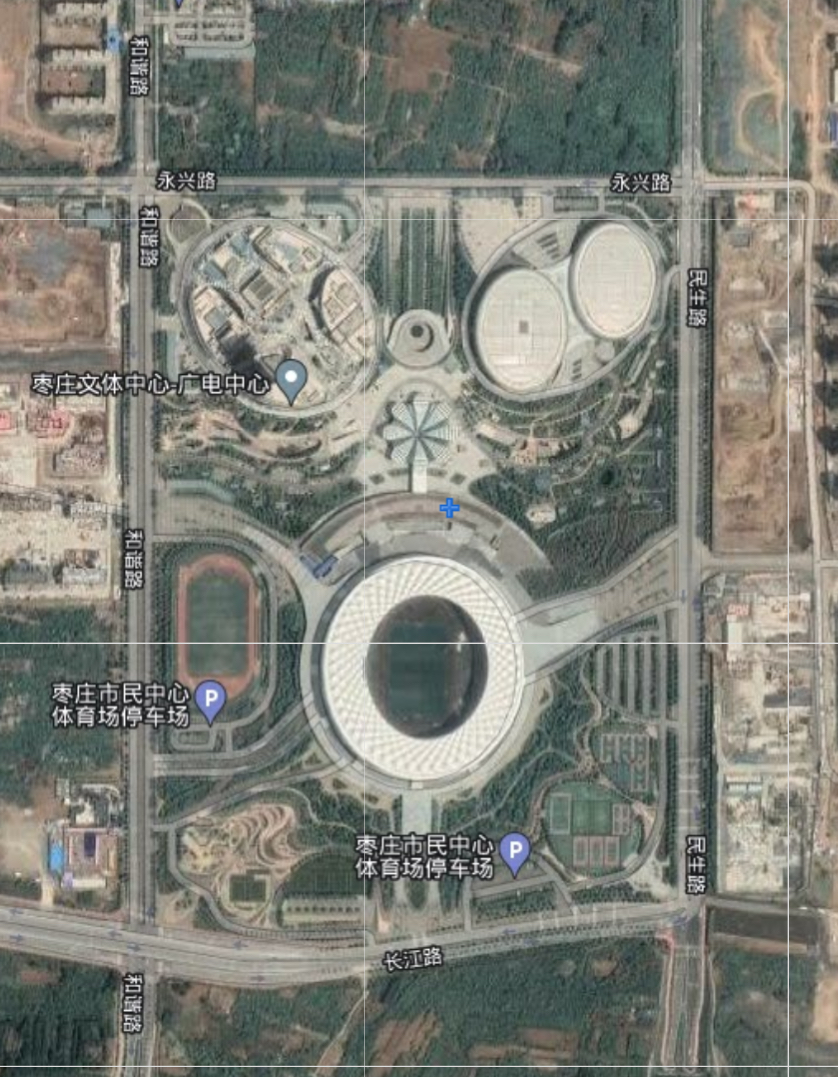 和谐路
永兴路
永兴路
和谐路
民生路
枣庄文体中心-广电中心
和谐路
枣庄市民中心
体育场停车场
P
枣庄市民中心
体育场停车场
P
民生路
长江路
和谐路